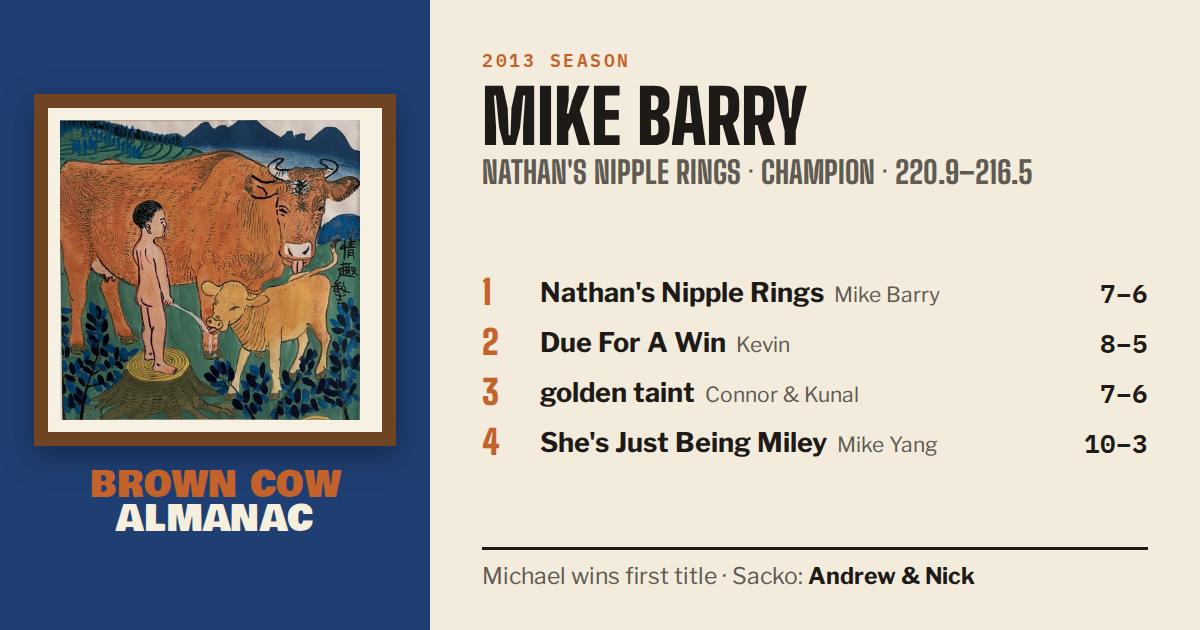 2013 SEASON
MIKE BARRY
NATHAN'S NIPPLE RINGS · CHAMPION · 220.9–216.5
1 Nathan's Nipple Rings Mike Barry 7–6
2 Due For A Win Kevin 8–5
3 golden taint Connor & Kunal 7–6
4 She's Just Being Miley Mike Yang 10–3
Michael wins first title · Sacko: Andrew & Nick
情
趣
BROWN COW
ALMANAC